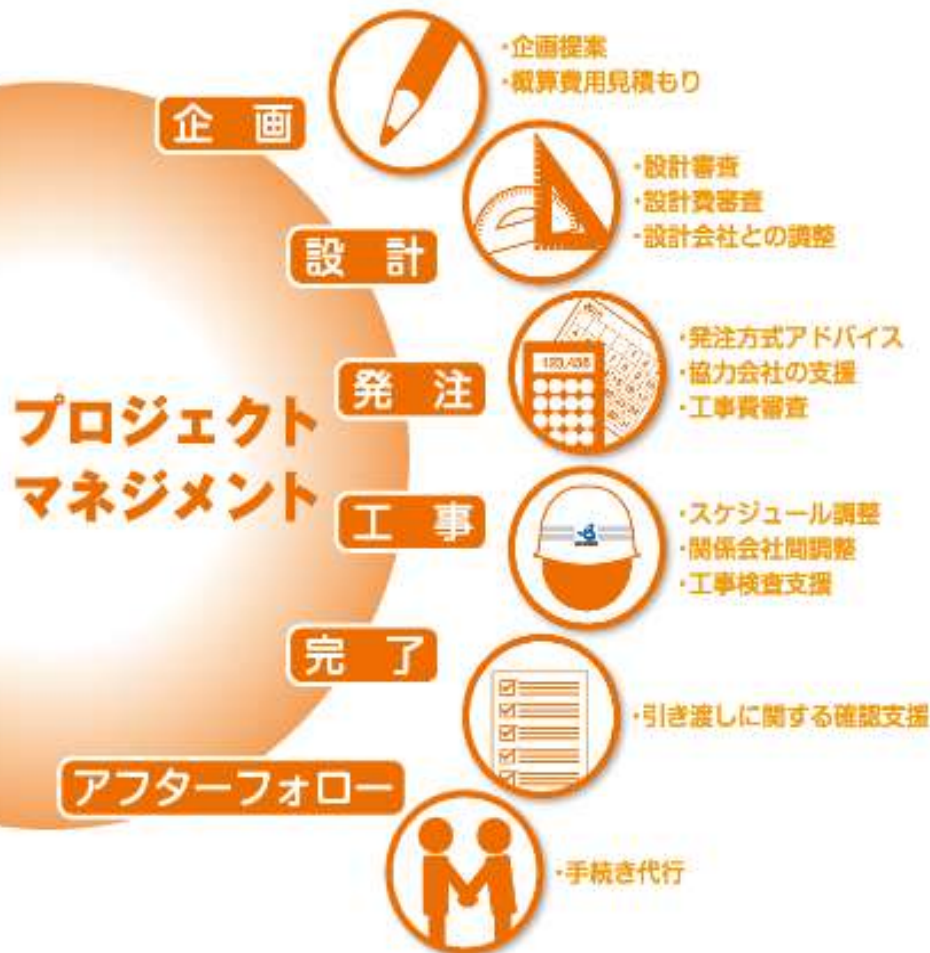 プロジェクト
マネジメント
企画
・企画提案
・概算費用見積もり
設計
・設計審査
・設計費審査
・設計会社との調整
発注
123,456
・発注方式アドバイス
・協力会社の支援
・工事費審査
工事
・スケジュール調整
・関係会社間調整
・工事検査支援
完了
・引き渡しに関する確認支援
アフターフォロー
・手続き代行